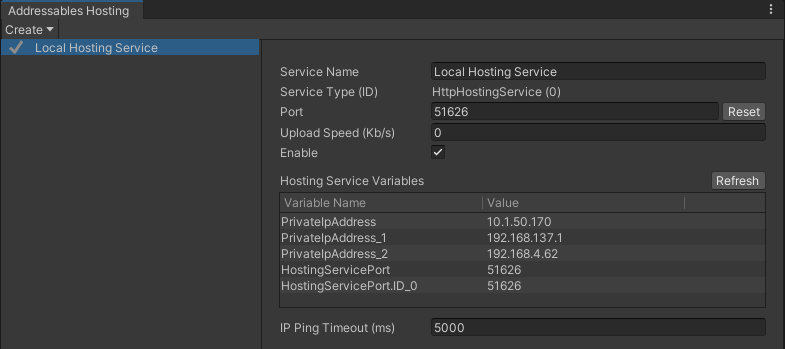 Addressables Hosting
Create
Local Hosting Service
Service Name Local Hosting Service
Service Type (ID) HttpHostingService (0)
Port 51626 Reset
Upload Speed (Kb/s) 0
Enable
Hosting Service Variables Refresh
Variable Name Value
PrivateIpAddress 10.1.50.170
PrivateIpAddress_1 192.168.137.1
PrivateIpAddress_2 192.168.4.62
HostingServicePort 51626
HostingServicePort.ID_0 51626
IP Ping Timeout (ms) 5000